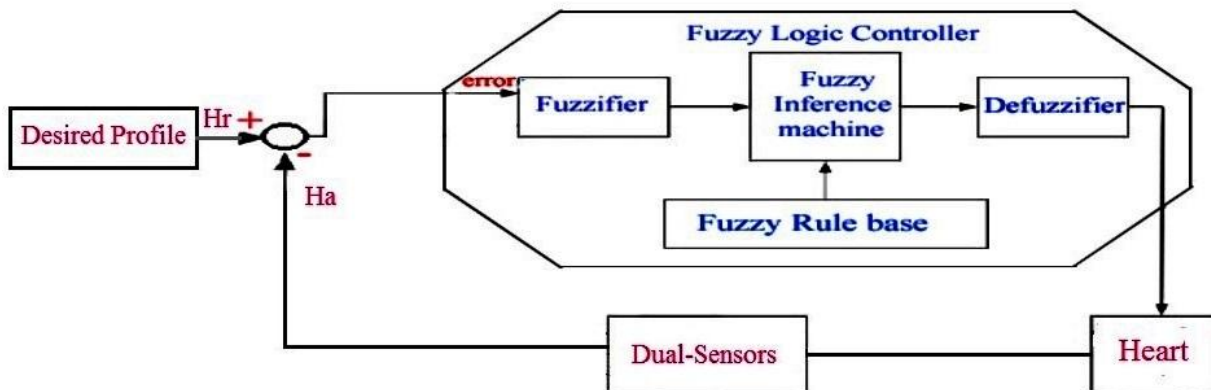 Fuzzy Logic Controller
error
Fuzzifier
Fuzzy
Inference
machine
Defuzzifier
Desired Profile
Hr +
-
Ha
Fuzzy Rule base
Dual-Sensors
Heart